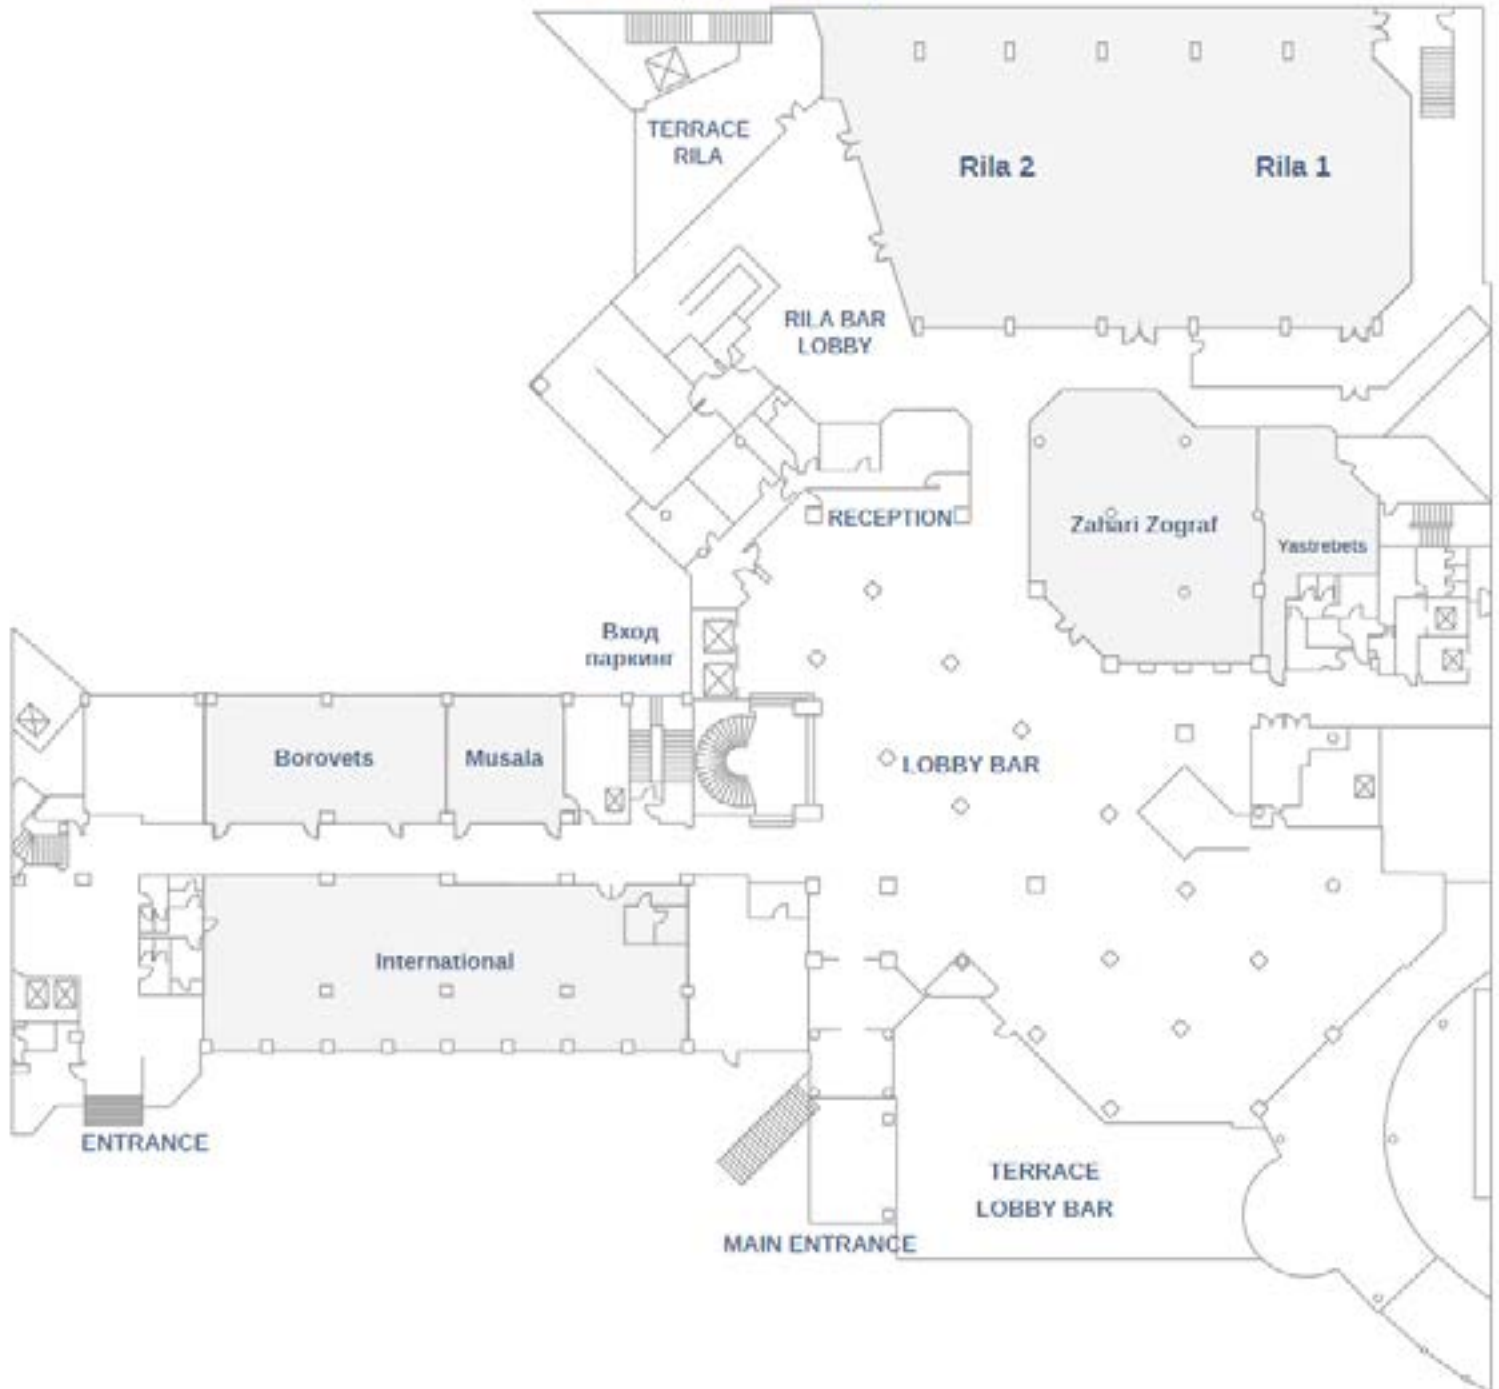 TERRACE
RILA
Rila 2
Rila 1
RILA BAR
LOBBY
RECEPTION
Zahari Zograf
Yastrebets
Вход
паркинг
Borovets
Musala
LOBBY BAR
International
ENTRANCE
TERRACE
LOBBY BAR
MAIN ENTRANCE